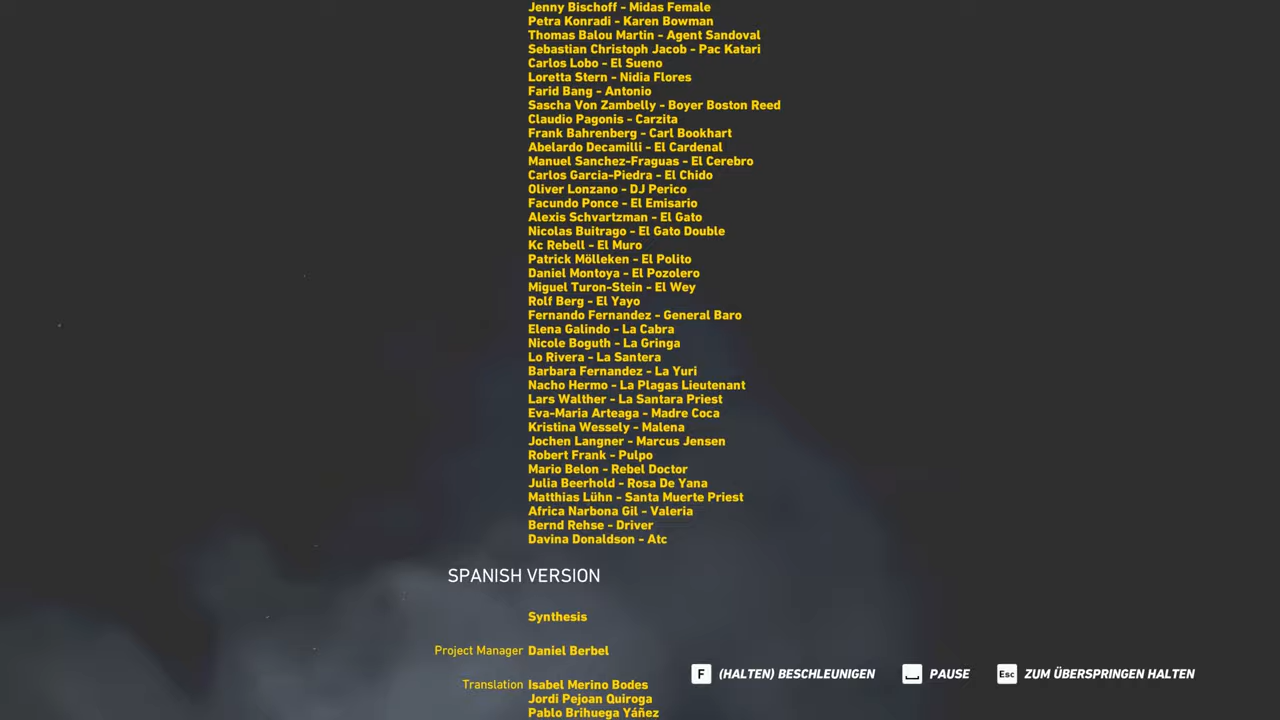 Jenny Bischoff - Midas Female
Petra Konradi - Karen Bowman
Thomas Balou Martin - Agent Sandoval
Sebastian Christoph Jacob - Pac Katari
Carlos Lobo - El Sueno
Loretta Stern - Nidia Flores
Farid Bang - Antonio
Sascha Von Zambelly - Boyer Boston Reed
Claudio Pagonis - Carzita
Frank Bahrenberg - Carl Bookhart
Abelardo Decamilli - El Cardenal
Manuel Sanchez-Fraguas - El Cerebro
Carlos Garcia-Piedra - El Chido
Oliver Lonzano - DJ Perico
Facundo Ponce - El Emisario
Alexis Schvartzman - El Gato
Nicolas Buitrago - El Gato Double
Kc Rebell - El Muro
Patrick Mölleken - El Polito
Daniel Montoya - El Pozolero
Miguel Turon-Stein - El Wey
Rolf Berg - El Yayo
Fernando Fernandez - General Baro
Elena Galindo - La Cabra
Nicole Boguth - La Gringa
Lo Rivera - La Santera
Barbara Fernandez - La Yuri
Nacho Hermo - La Plagas Lieutenant
Lars Walther - La Santara Priest
Eva-Maria Arteaga - Madre Coca
Kristina Wessely - Malena
Jochen Langner - Marcus Jensen
Robert Frank - Pulpo
Mario Belon - Rebel Doctor
Julia Beerhold - Rosa De Yana
Matthias Lühn - Santa Muerte Priest
Africa Narbona Gil - Valeria
Bernd Rehse - Driver
Davina Donaldson - Atc
SPANISH VERSION
Synthesis
Project Manager Daniel Berbel
Translation Isabel Merino Bodes
Jordi Pejoan Quiroga
Pablo Brihuega Yáñez
F (HALTEN) BESCHLEUNIGEN PAUSE Esc ZUM ÜBERSPRINGEN HALTEN